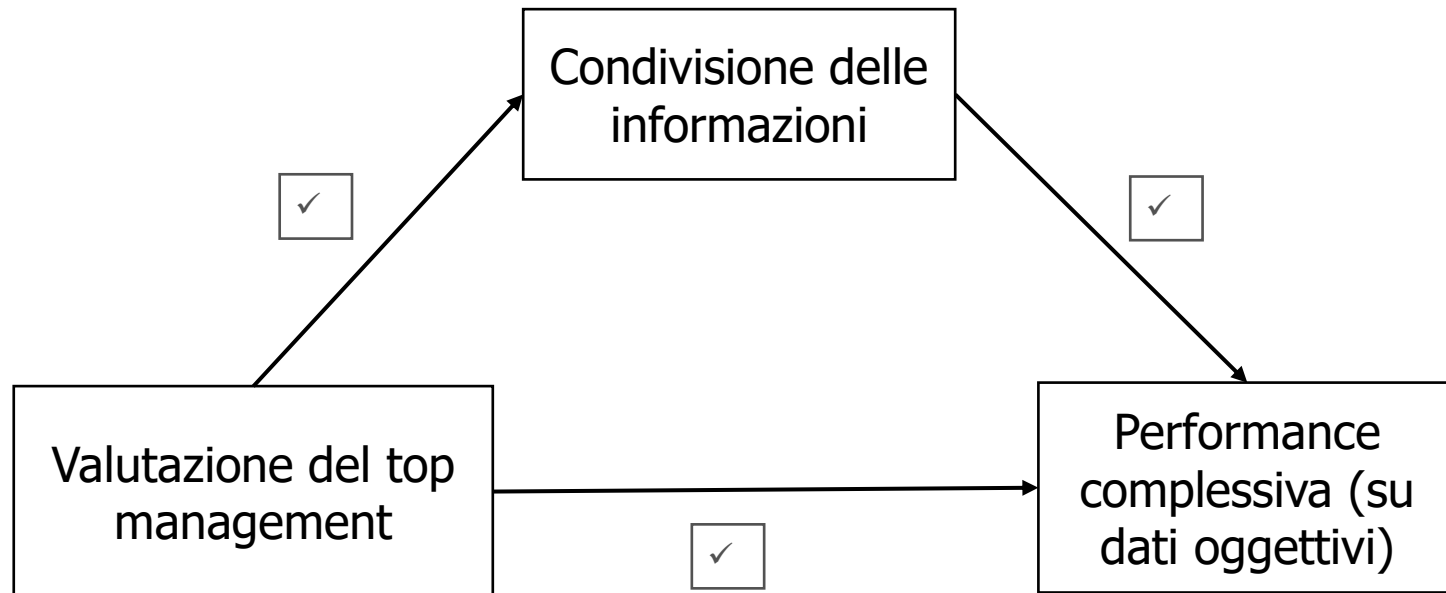 Condivisione delle
informazioni
✓
✓
Valutazione del top
management
Performance
complessiva (su
dati oggettivi)
✓